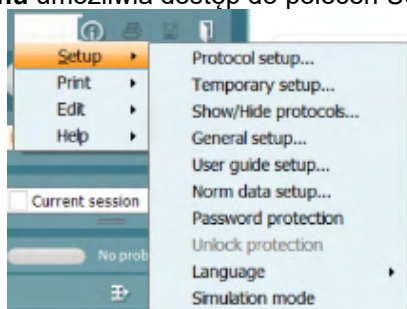 umożliwia dostęp do poleceń
Setup
Print
Edit
Help
Protocol setup...
Temporary setup...
Show/Hide protocols...
General setup...
User guide setup...
Norm data setup...
Password protection
Unlock protection
Language
Simulation mode
Current session
No prob